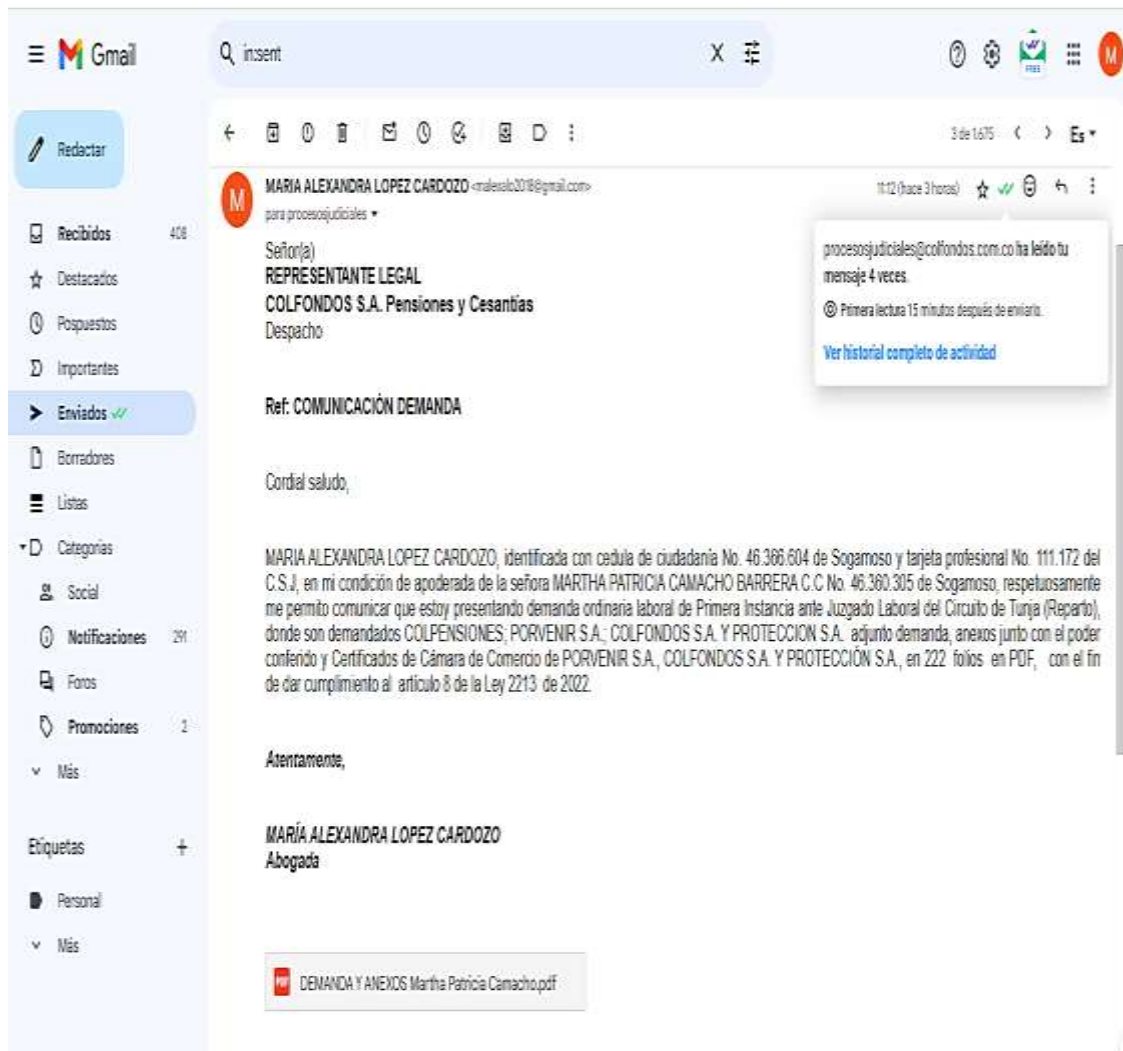 Gmail
in:sent
FREE
M
Redactar
3 de 1.675
Es
Recibidos 408
Destacados
Pospuestos
Importantes
Enviados
Borradores
Listas
Categorías
Social
Notificaciones 291
Foros
Promociones 2
Más
Etiquetas
Personal
Más
M
MARIA ALEXANDRA LOPEZ CARDOZO <malexalo2018@gmail.com>
11:12 (hace 3 horas)
para procesosjudiciales
procesosjudiciales@colfondos.com.co ha leído tu
mensaje 4 veces.
Primera lectura 15 minutos después de enviarlo.
Ver historial completo de actividad
Señor(a)
REPRESENTANTE LEGAL
COLFONDOS S.A. Pensiones y Cesantías
Despacho
Ref: COMUNICACIÓN DEMANDA
Cordial saludo,
MARIA ALEXANDRA LOPEZ CARDOZO, identificada con cedula de ciudadanía No. 46.366.604 de Sogamoso y tarjeta profesional No. 111.172 del
C.S.J, en mi condición de apoderada de la señora MARTHA PATRICIA CAMACHO BARRERA C.C No. 46.360.305 de Sogamoso, respetuosamente
me permito comunicar que estoy presentando demanda ordinaria laboral de Primera Instancia ante Juzgado Laboral del Circuito de Tunja (Reparto),
donde son demandados COLPENSIONES; PORVENIR S.A.; COLFONDOS S.A. Y PROTECCION S.A. adjunto demanda, anexos junto con el poder
conferido y Certificados de Cámara de Comercio de PORVENIR S.A., COLFONDOS S.A. Y PROTECCIÓN S.A., en 222 folios en PDF, con el fin
de dar cumplimiento al artículo 8 de la Ley 2213 de 2022.
Atentamente,
MARÍA ALEXANDRA LOPEZ CARDOZO
Abogada
PDF
DEMANDA Y ANEXOS Martha Patricia Camacho.pdf